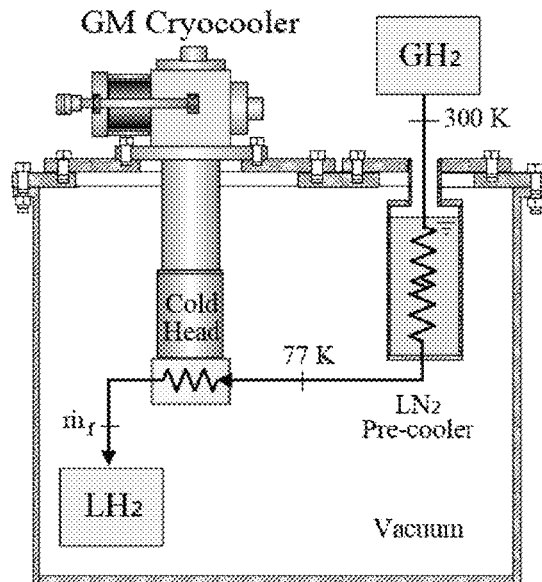 GM Cryocooler
GH₂
300 K
Cold
Head
77 K
LN₂
Pre-cooler
ṁf
LH₂
Vacuum